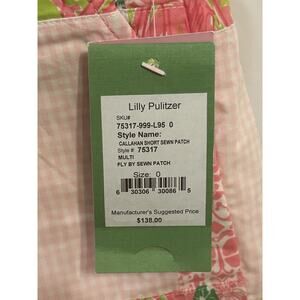 Lilly Pulitzer
SKU#
75317-999-L95 0
Style Name:
CALLAHAN SHORT SEWN PATCH
Style # 75317
MULTI
FLY BY SEWN PATCH
Size: 0
6 30306 30086 5
Manufacturer's Suggested Price
$138.00